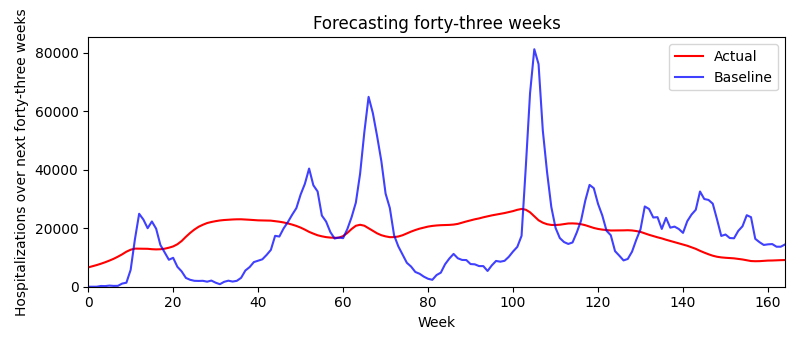 Forecasting forty-three weeks
Hospitalizations over next forty-three weeks
80000
60000
40000
20000
0
Actual
Baseline
0 20 40 60 80 100 120 140 160
Week